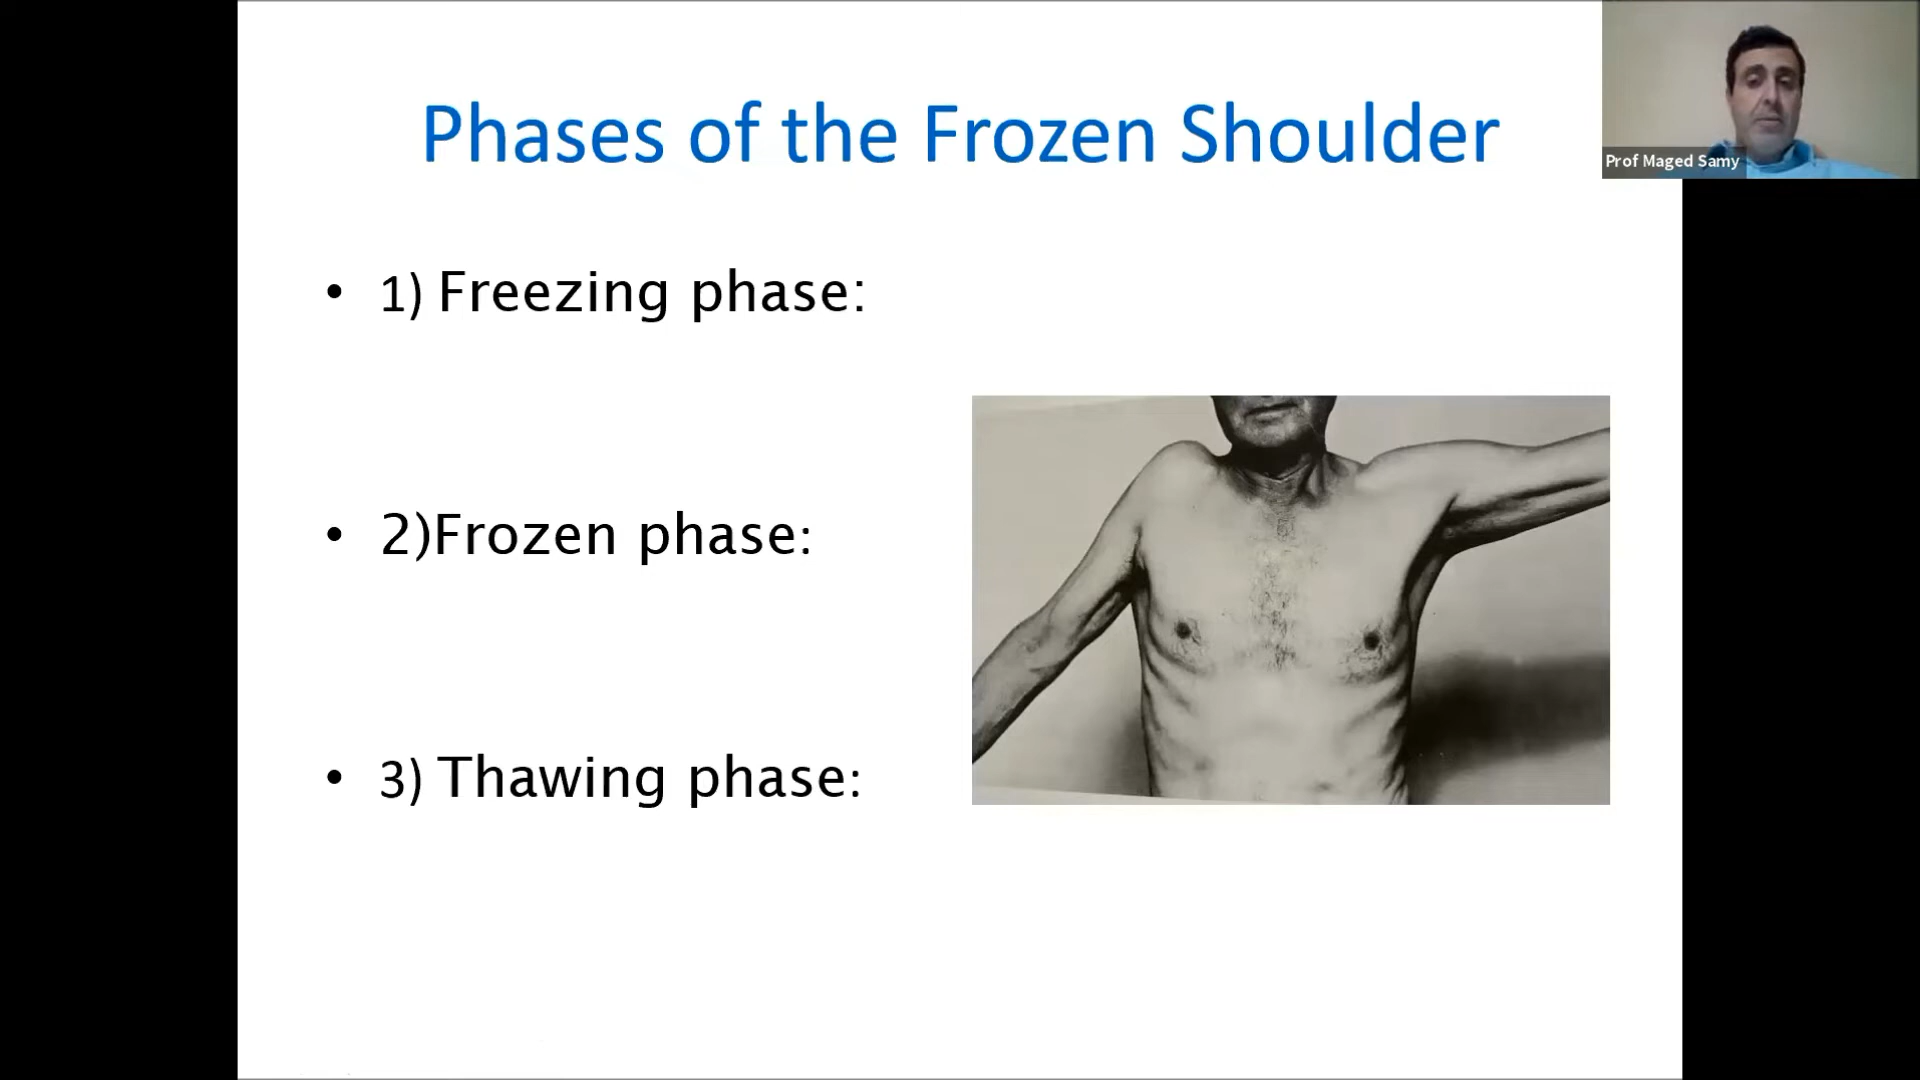 Phases of the Frozen Shoulder
Prof Maged Samy
• 1) Freezing phase:
• 2)Frozen phase:
• 3) Thawing phase: